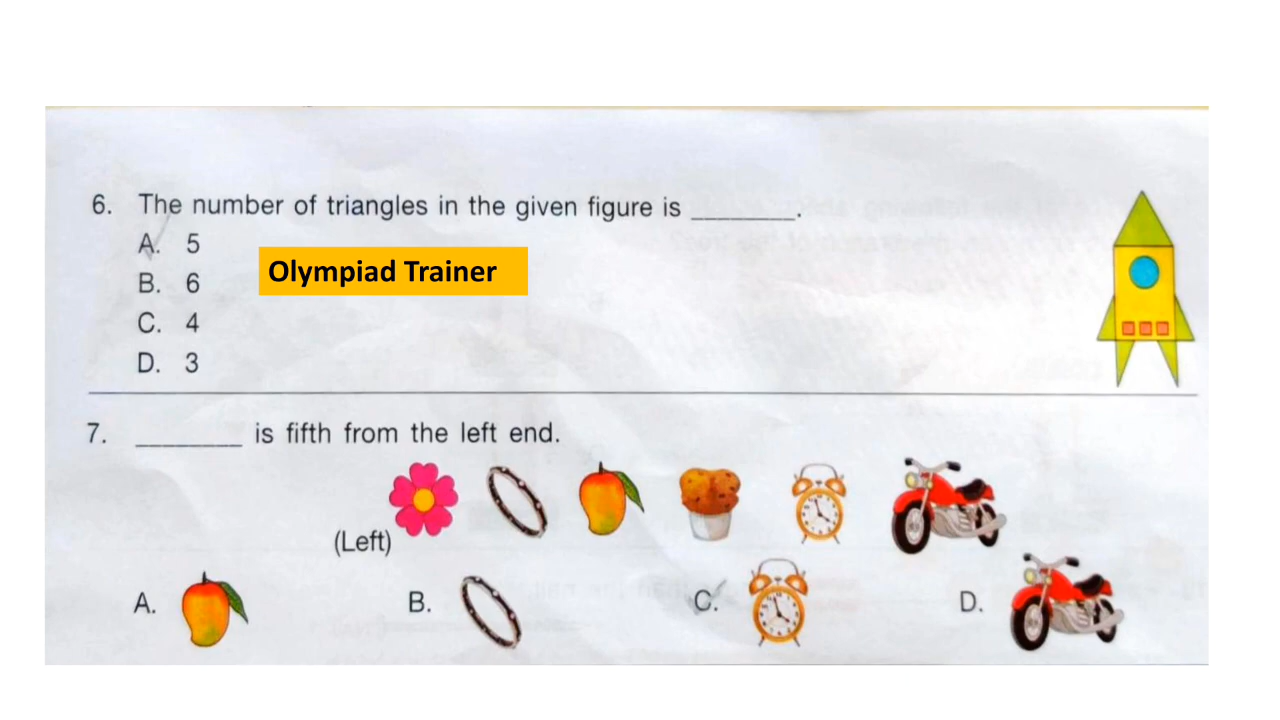 6. The number of triangles in the given figure is ________.
A. 5
Olympiad Trainer
B. 6
C. 4
D. 3
7. ________ is fifth from the left end.
(Left)
A. B. C. D.